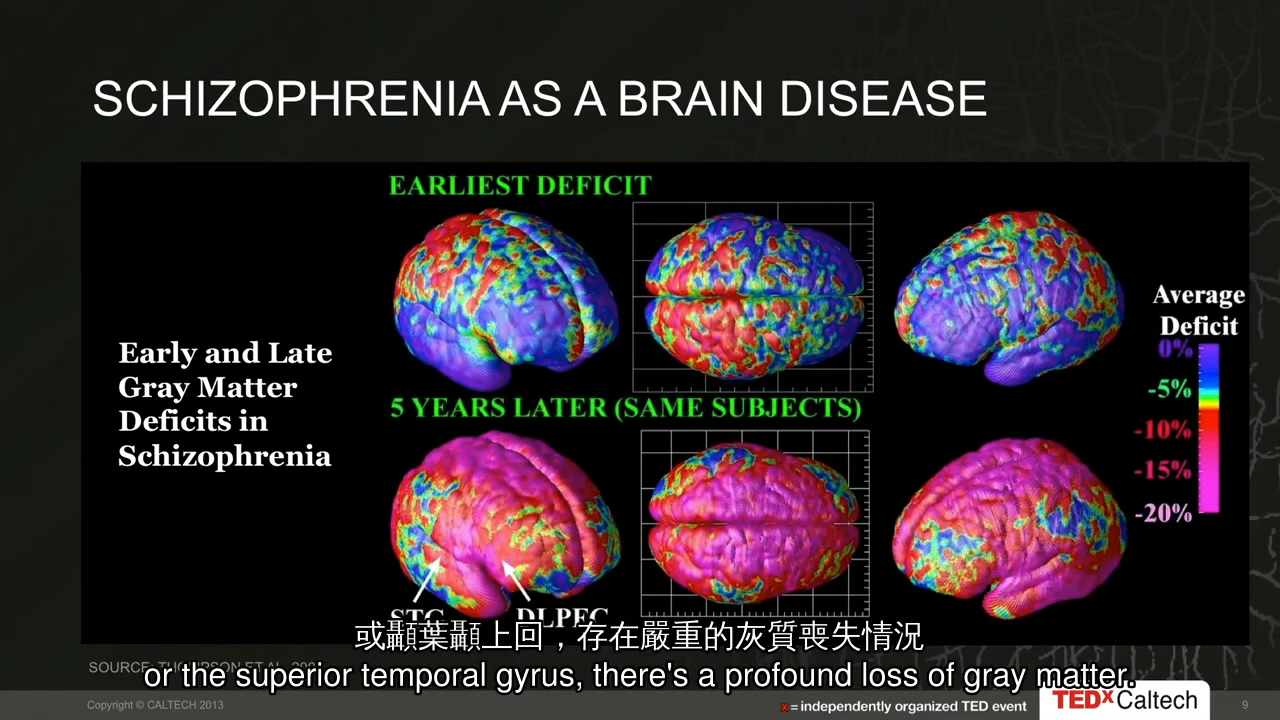 SCHIZOPHRENIA AS A BRAIN DISEASE
EARLIEST DEFICIT
Average
Deficit
0%
-5%
-10%
-15%
-20%
Early and Late
Gray Matter
Deficits in
Schizophrenia
5 YEARS LATER (SAME SUBJECTS)
STG
DLPFC
或顳葉顳上回，存在嚴重的灰質喪失情況
SOURCE:
or the superior temporal gyrus, there's a profound loss of gray matter.
Copyright © CALTECH 2013
x = independently organized TED event
TEDxCaltech
9